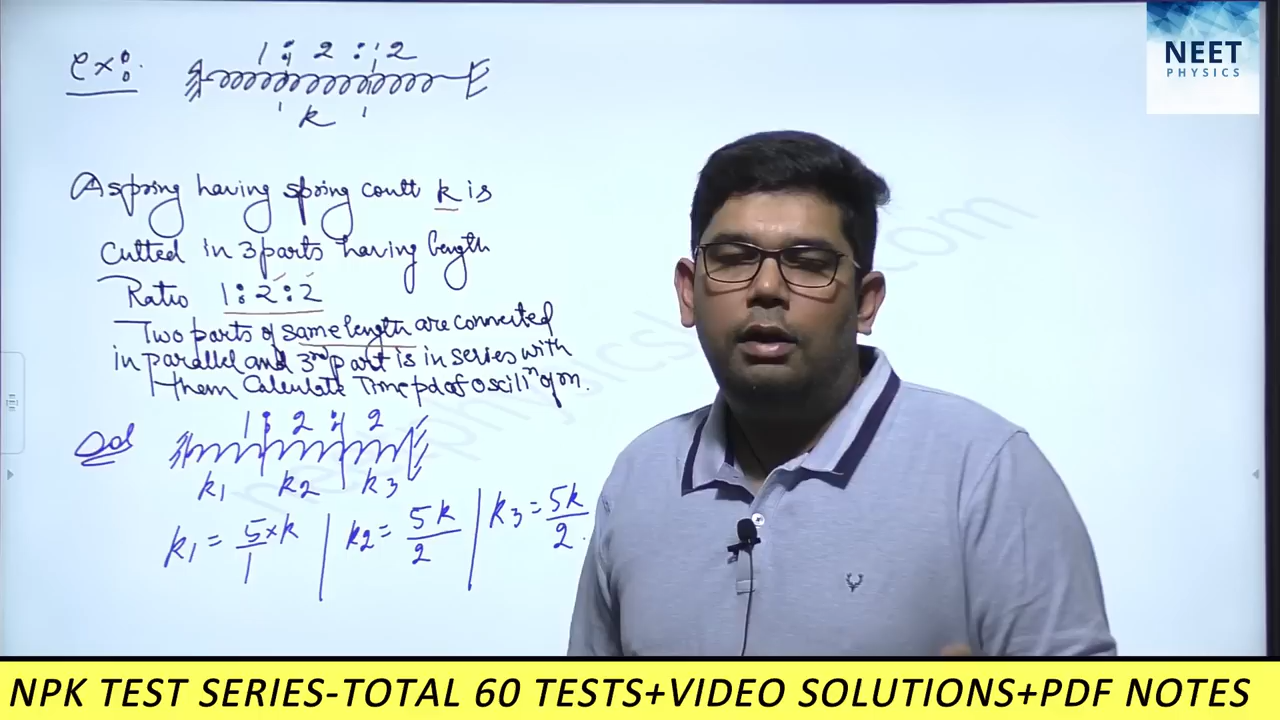 ex:
1 : 2 : 2
k
NEET
PHYSICS
A spring having spring constt k is
cutted in 3 parts having length
Ratio 1:2:2
Two parts of same length are connected
in parallel and 3rd part is in series with
them Calculate Time pd of oscilln of m.
Sol
1 : 2 : 2
k1 k2 k3
k1 = 5/1 × k | k2 = 5k/2 | k3 = 5k/2
NPK TEST SERIES-TOTAL 60 TESTS+VIDEO SOLUTIONS+PDF NOTES